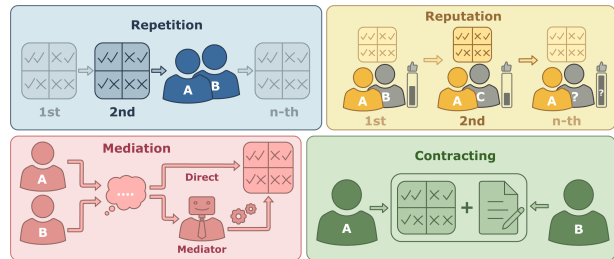 Repetition
A
B
1st
2nd
n-th
Reputation
A
B
A
C
A
?
?
1st
2nd
n-th
Mediation
A
....
Direct
B
Mediator
Contracting
A
+
B